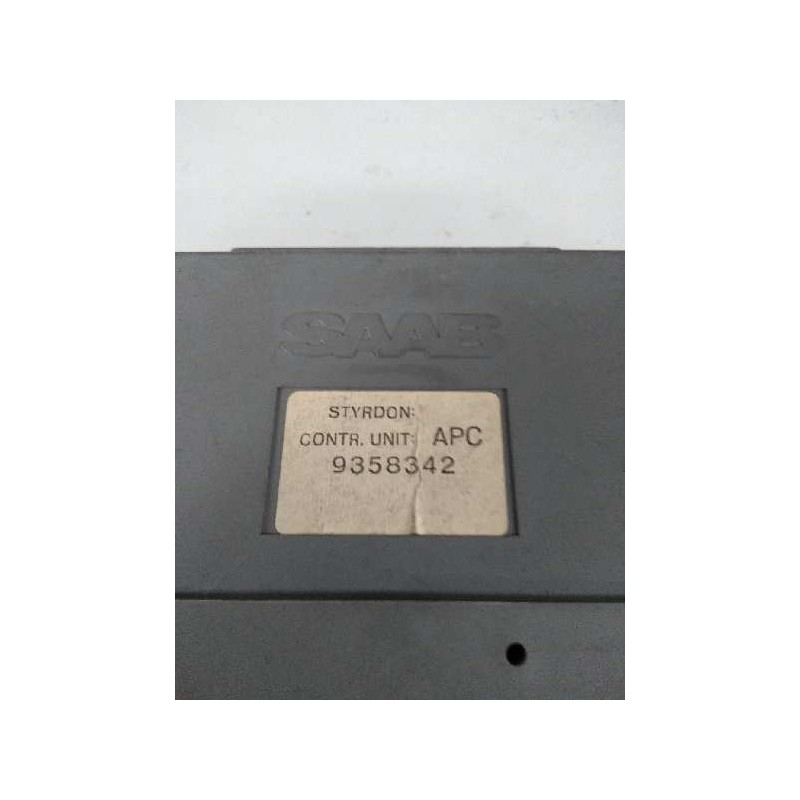 SAAB
STYRDON:
CONTR. UNIT: APC
9358342